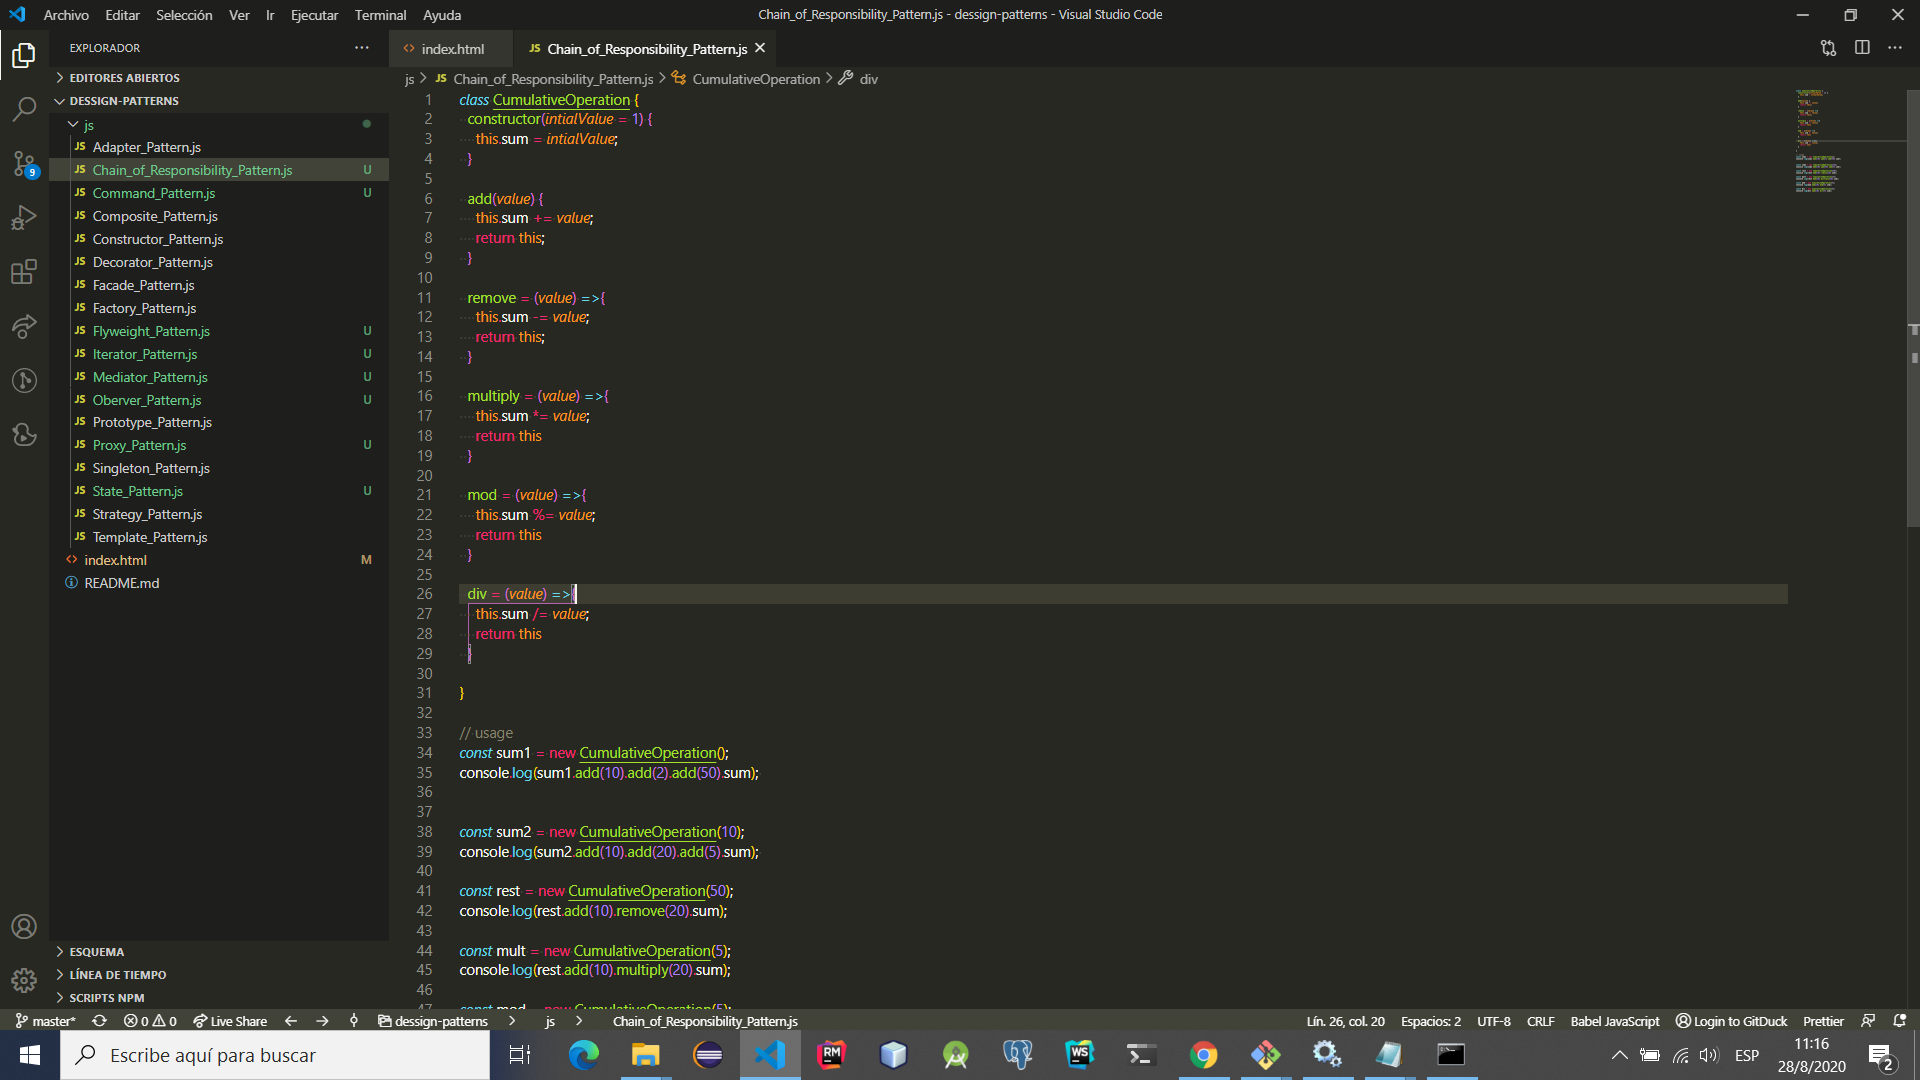 Archivo Editar Selección Ver Ir Ejecutar Terminal Ayuda
Chain_of_Responsibility_Pattern.js - dessign-patterns - Visual Studio Code
EXPLORADOR
index.html
JS Chain_of_Responsibility_Pattern.js
EDITORES ABIERTOS
js > JS Chain_of_Responsibility_Pattern.js > CumulativeOperation > div
DESSIGN-PATTERNS
js
JS Adapter_Pattern.js
JS Chain_of_Responsibility_Pattern.js U
JS Command_Pattern.js U
JS Composite_Pattern.js
JS Constructor_Pattern.js
JS Decorator_Pattern.js
JS Facade_Pattern.js
JS Factory_Pattern.js
JS Flyweight_Pattern.js U
JS Iterator_Pattern.js U
JS Mediator_Pattern.js U
JS Oberver_Pattern.js U
JS Prototype_Pattern.js
JS Proxy_Pattern.js U
JS Singleton_Pattern.js
JS State_Pattern.js U
JS Strategy_Pattern.js
JS Template_Pattern.js
index.html M
README.md
9
ESQUEMA
LÍNEA DE TIEMPO
SCRIPTS NPM
1 class CumulativeOperation {
2 constructor(intialValue = 1) {
3 this.sum = intialValue;
4 }
5
6 add(value) {
7 this.sum += value;
8 return this;
9 }
10
11 remove = (value) =>{
12 this.sum -= value;
13 return this;
14 }
15
16 multiply = (value) =>{
17 this.sum *= value;
18 return this
19 }
20
21 mod = (value) =>{
22 this.sum %= value;
23 return this
24 }
25
26 div = (value) =>{
27 this.sum /= value;
28 return this
29 }
30
31 }
32
33 // usage
34 const sum1 = new CumulativeOperation();
35 console.log(sum1.add(10).add(2).add(50).sum);
36
37
38 const sum2 = new CumulativeOperation(10);
39 console.log(sum2.add(10).add(20).add(5).sum);
40
41 const rest = new CumulativeOperation(50);
42 console.log(rest.add(10).remove(20).sum);
43
44 const mult = new CumulativeOperation(5);
45 console.log(rest.add(10).multiply(20).sum);
46
47 const mod = new CumulativeOperation(5);
master* 0 0 Live Share dessign-patterns > js > Chain_of_Responsibility_Pattern.js
Lín. 26, col. 20 Espacios: 2 UTF-8 CRLF Babel JavaScript Login to GitDuck Prettier
Escribe aquí para buscar
RM
WS
ESP
11:16
28/8/2020
2